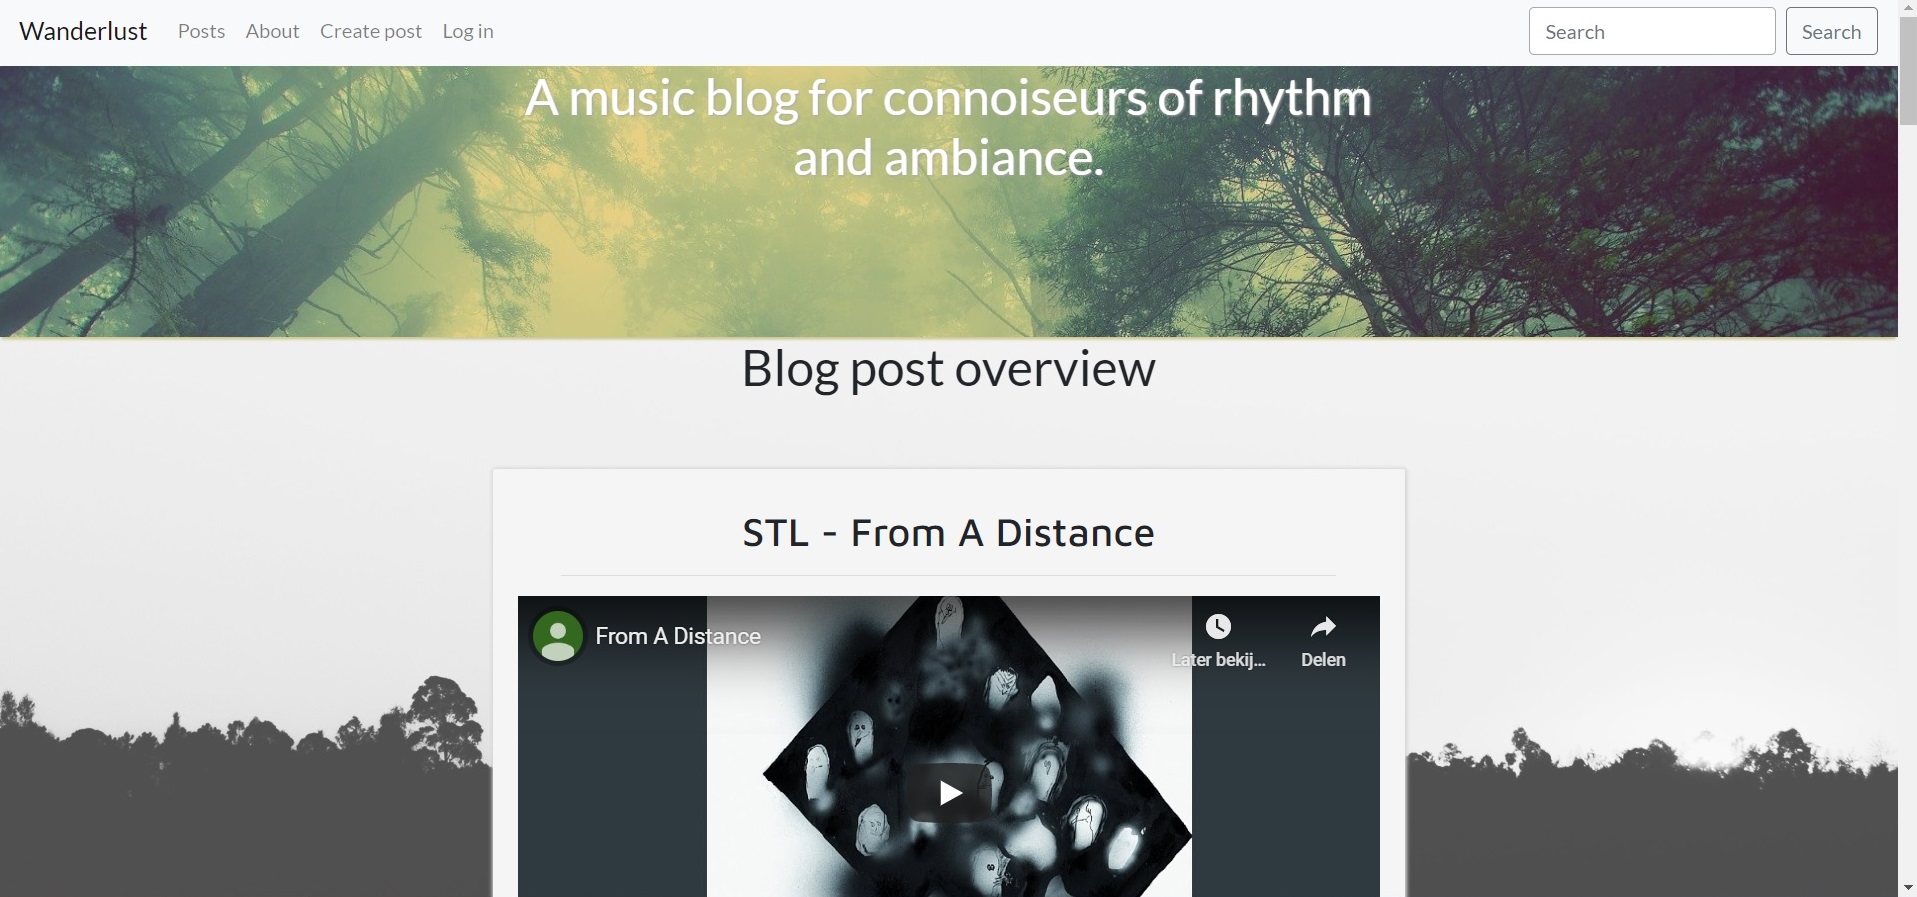 Wanderlust Posts About Create post Log in Search Search
A music blog for connoiseurs of rhythm
and ambiance.
Blog post overview
STL - From A Distance
From A Distance
Later bekij... Delen